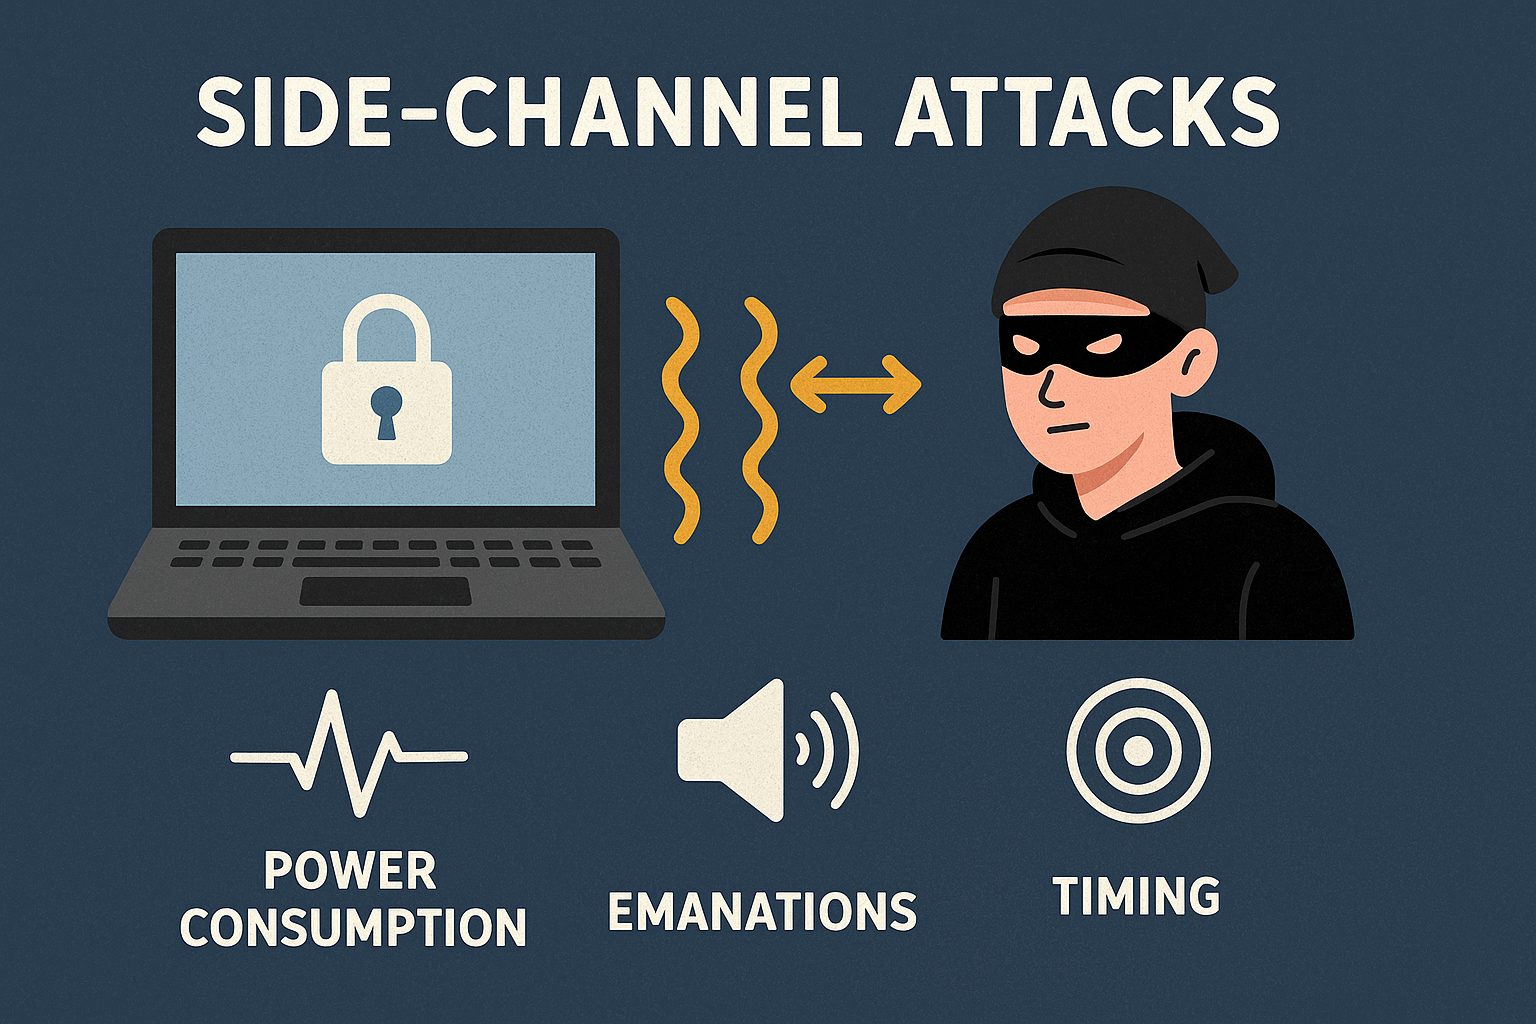 SIDE-CHANNEL ATTACKS
POWER
CONSUMPTION
EMANATIONS
TIMING